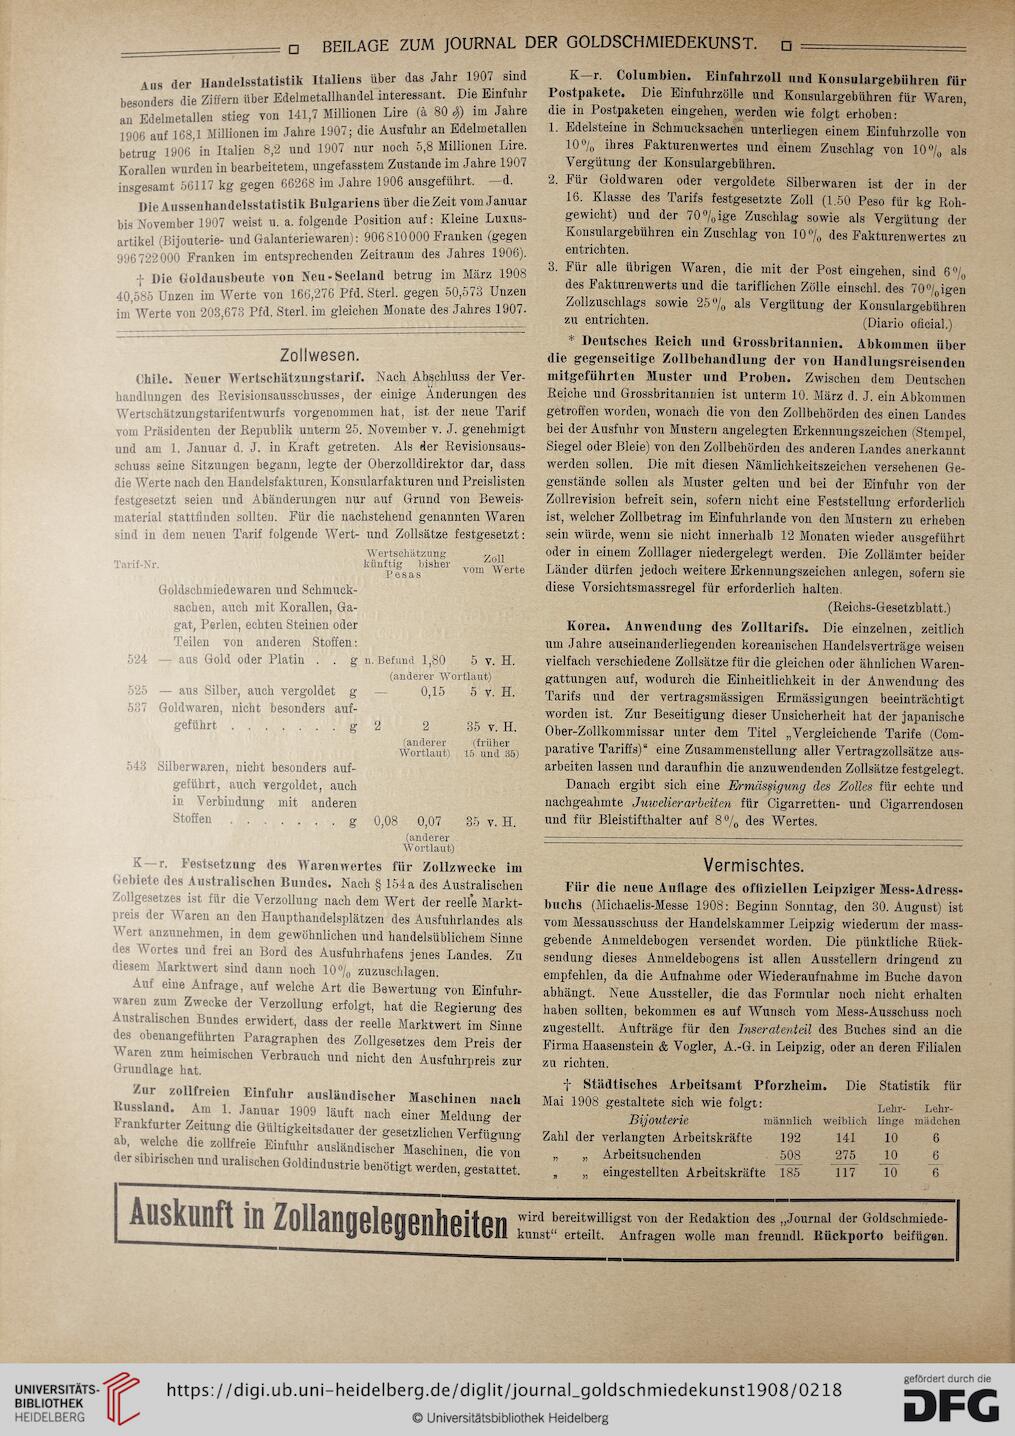 BEILAGE ZUM JOURNAL DER GOLDSCHMIEDEKUNST.
Aus der Handelsstatistik Italiens über das Jahr 1907 sind
besonders die Ziffern über Edelmetallhandel interessant. Die Einfuhr
an Edelmetallen stieg von 141,7 Millionen Lire (à 80 ₰) im Jahre
1906 auf 168,1 Millionen im Jahre 1907; die Ausfuhr an Edelmetallen
betrug 1906 in Italien 8,2 und 1907 nur noch 5,8 Millionen Lire.
Korallen wurden in bearbeitetem, ungefasstem Zustande im Jahre 1907
insgesamt 56117 kg gegen 66268 im Jahre 1906 ausgeführt. —d.
Die Aussenhandelsstatistik Bulgariens über die Zeit vom Januar
bis November 1907 weist u. a. folgende Position auf: Kleine Luxus-
artikel (Bijouterie- und Galanteriewaren): 906 810 000 Franken (gegen
996 722 000 Franken im entsprechenden Zeitraum des Jahres 1906).
† Die Goldausbeute von Neu-Seeland betrug im März 1908
40,585 Unzen im Werte von 166,276 Pfd. Sterl. gegen 50,573 Unzen
im Werte von 203,673 Pfd. Sterl. im gleichen Monate des Jahres 1907.
Zollwesen.
Chile. Neuer Wertschätzungstarif. Nach Abschluss der Ver-
handlungen des Revisionsausschusses, der einige Änderungen des
Wertschätzungstarifentwurfs vorgenommen hat, ist der neue Tarif
vom Präsidenten der Republik unterm 25. November v. J. genehmigt
und am 1. Januar d. J. in Kraft getreten. Als der Revisionsaus-
schuss seine Sitzungen begann, legte der Oberzolldirektor dar, dass
die Werte nach den Handelsfakturen, Konsularfakturen und Preislisten
festgesetzt seien und Abänderungen nur auf Grund von Beweis-
material stattfinden sollten. Für die nachstehend genannten Waren
sind in dem neuen Tarif folgende Wert- und Zollsätze festgesetzt:
Tarif-Nr. Wertschätzung künftig bisher Pesas Zoll vom Werte
Goldschmiedewaren und Schmuck-
sachen, auch mit Korallen, Ga-
gat, Perlen, echten Steinen oder
Teilen von anderen Stoffen:
524 — aus Gold oder Platin . . g n. Befund 1,80 5 v. H.
(anderer Wortlaut)
525 — aus Silber, auch vergoldet g — 0,15 5 v. H.
537 Goldwaren, nicht besonders auf-
geführt . . . . . . . g 2 2 35 v. H.
(anderer (früher
Wortlaut) 15 und 35)
543 Silberwaren, nicht besonders auf-
geführt, auch vergoldet, auch
in Verbindung mit anderen
Stoffen . . . . . . . g 0,08 0,07 35 v. H.
(anderer
Wortlaut)
K—r. Festsetzung des Warenwertes für Zollzwecke im
Gebiete des Australischen Bundes. Nach § 154a des Australischen
Zollgesetzes ist für die Verzollung nach dem Wert der reelle Markt-
preis der Waren an den Haupthandelsplätzen des Ausfuhrlandes als
Wert anzunehmen, in dem gewöhnlichen und handelsüblichem Sinne
des Wortes und frei an Bord des Ausfuhrhafens jenes Landes. Zu
diesem Marktwert sind dann noch 10% zuzuschlagen.
Auf eine Anfrage, auf welche Art die Bewertung von Einfuhr-
waren zum Zwecke der Verzollung erfolgt, hat die Regierung des
Australischen Bundes erwidert, dass der reelle Marktwert im Sinne
des obenangeführten Paragraphen des Zollgesetzes dem Preis der
Waren zum heimischen Verbrauch und nicht den Ausfuhrpreis zur
Grundlage hat.
Zur zollfreien Einfuhr ausländischer Maschinen nach
Russland. Am 1. Januar 1909 läuft nach einer Meldung der
Frankfurter Zeitung die Gültigkeitsdauer der gesetzlichen Verfügung
ab, welche die zollfreie Einfuhr ausländischer Maschinen, die von
der sibirischen und uralischen Goldindustrie benötigt werden, gestattet.
K—r. Columbien. Einfuhrzoll und Konsulargebühren für
Postpakete. Die Einfuhrzölle und Konsulargebühren für Waren,
die in Postpaketen eingehen, werden wie folgt erhoben:
1. Edelsteine in Schmucksachen unterliegen einem Einfuhrzolle von
10% ihres Fakturenwertes und einem Zuschlag von 10% als
Vergütung der Konsulargebühren.
2. Für Goldwaren oder vergoldete Silberwaren ist der in der
16. Klasse des Tarifs festgesetzte Zoll (1.50 Peso für kg Roh-
gewicht) und der 70%ige Zuschlag sowie als Vergütung der
Konsulargebühren ein Zuschlag von 10% des Fakturenwertes zu
entrichten.
3. Für alle übrigen Waren, die mit der Post eingehen, sind 6%
des Fakturenwerts und die tariflichen Zölle einschl. des 70%igen
Zollzuschlags sowie 25% als Vergütung der Konsulargebühren
zu entrichten. (Diario oficial.)
* Deutsches Reich und Grossbritannien. Abkommen über
die gegenseitige Zollbehandlung der von Handlungsreisenden
mitgeführten Muster und Proben. Zwischen dem Deutschen
Reiche und Grossbritannien ist unterm 10. März d. J. ein Abkommen
getroffen worden, wonach die von den Zollbehörden des einen Landes
bei der Ausfuhr von Mustern angelegten Erkennungszeichen (Stempel,
Siegel oder Bleie) von den Zollbehörden des anderen Landes anerkannt
werden sollen. Die mit diesen Nämlichkeitszeichen versehenen Ge-
genstände sollen als Muster gelten und bei der Einfuhr von der
Zollrevision befreit sein, sofern nicht eine Feststellung erforderlich
ist, welcher Zollbetrag im Einfuhrlande von den Mustern zu erheben
sein würde, wenn sie nicht innerhalb 12 Monaten wieder ausgeführt
oder in einem Zolllager niedergelegt werden. Die Zollämter beider
Länder dürfen jedoch weitere Erkennungszeichen anlegen, sofern sie
diese Vorsichtsmassregel für erforderlich halten.
(Reichs-Gesetzblatt.)
Korea. Anwendung des Zolltarifs. Die einzelnen, zeitlich
um Jahre auseinanderliegenden koreanischen Handelsverträge weisen
vielfach verschiedene Zollsätze für die gleichen oder ähnlichen Waren-
gattungen auf, wodurch die Einheitlichkeit in der Anwendung des
Tarifs und der vertragsmässigen Ermässigungen beeinträchtigt
worden ist. Zur Beseitigung dieser Unsicherheit hat der japanische
Ober-Zollkommissar unter dem Titel „Vergleichende Tarife (Com-
parative Tariffs)“ eine Zusammenstellung aller Vertragzollsätze aus-
arbeiten lassen und daraufhin die anzuwendenden Zollsätze festgelegt.
Danach ergibt sich eine Ermässigung des Zolles für echte und
nachgeahmte Juwelierarbeiten für Cigarretten- und Cigarrendosen
und für Bleistifthalter auf 8% des Wertes.
Vermischtes.
Für die neue Auflage des offiziellen Leipziger Mess-Adress-
buchs (Michaelis-Messe 1908: Beginn Sonntag, den 30. August) ist
vom Messausschuss der Handelskammer Leipzig wiederum der mass-
gebende Anmeldebogen versendet worden. Die pünktliche Rück-
sendung dieses Anmeldebogens ist allen Ausstellern dringend zu
empfehlen, da die Aufnahme oder Wiederaufnahme im Buche davon
abhängt. Neue Aussteller, die das Formular noch nicht erhalten
haben sollten, bekommen es auf Wunsch vom Mess-Ausschuss noch
zugestellt. Aufträge für den Inseratenteil des Buches sind an die
Firma Haasenstein & Vogler, A.-G. in Leipzig, oder an deren Filialen
zu richten.
† Städtisches Arbeitsamt Pforzheim. Die Statistik für
Mai 1908 gestaltete sich wie folgt:
Lehr- Lehr-
Bijouterie männlich weiblich linge mädchen
Zahl der verlangten Arbeitskräfte 192 141 10 6
„ „ Arbeitsuchenden 508 275 10 6
„ „ eingestellten Arbeitskräfte 185 117 10 6
Auskunft in Zollangelegenheiten
wird bereitwilligst von der Redaktion des „Journal der Goldschmiede-
kunst“ erteilt. Anfragen wolle man freundl. Rückporto beifügen.
UNIVERSITÄTS-
BIBLIOTHEK
HEIDELBERG
https://digi.ub.uni-heidelberg.de/diglit/journal_goldschmiedekunst1908/0218
© Universitätsbibliothek Heidelberg
gefördert durch die
DFG